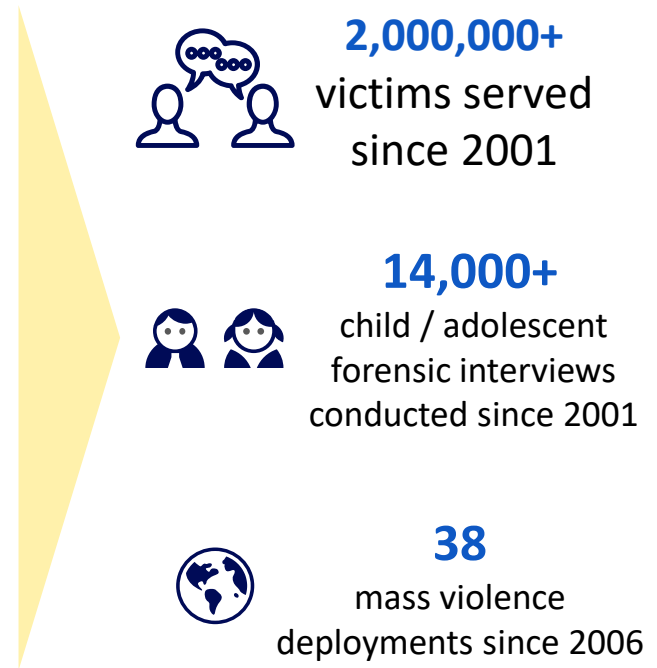 2,000,000+
victims served
since 2001
14,000+
child / adolescent
forensic interviews
conducted since 2001
38
mass violence
deployments since 2006